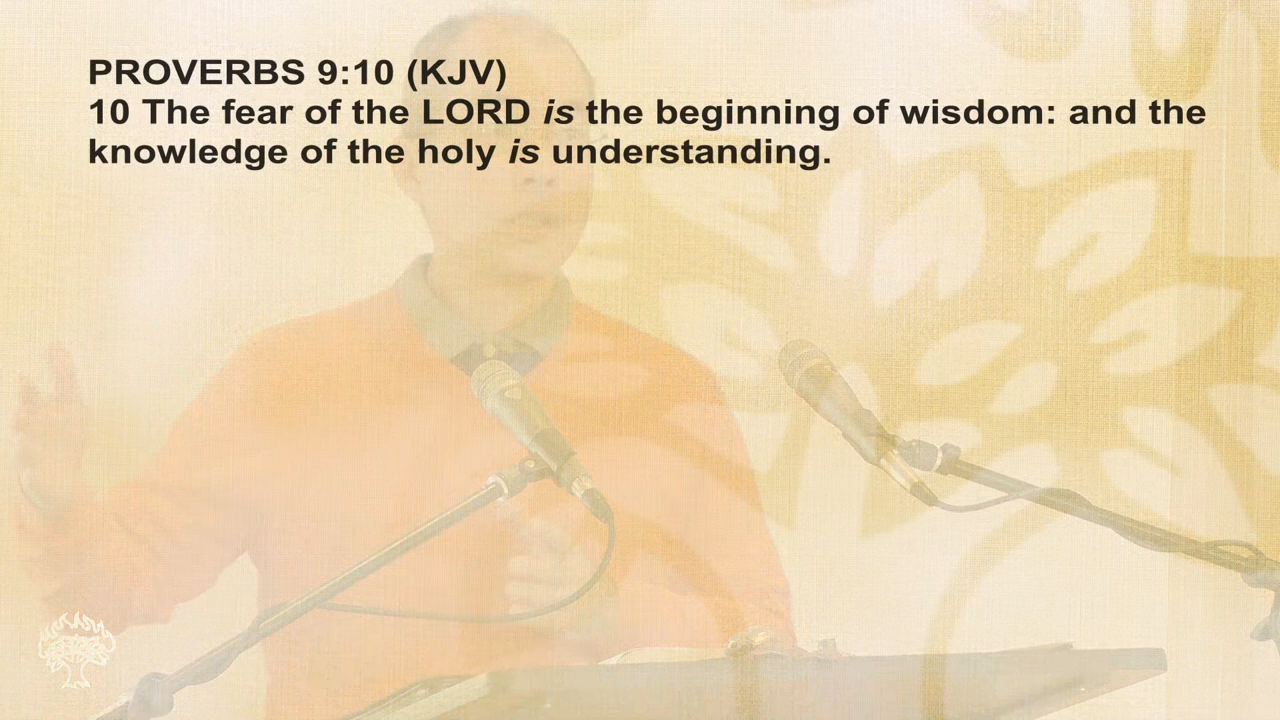 PROVERBS 9:10 (KJV)
10 The fear of the LORD is the beginning of wisdom: and the
knowledge of the holy is understanding.